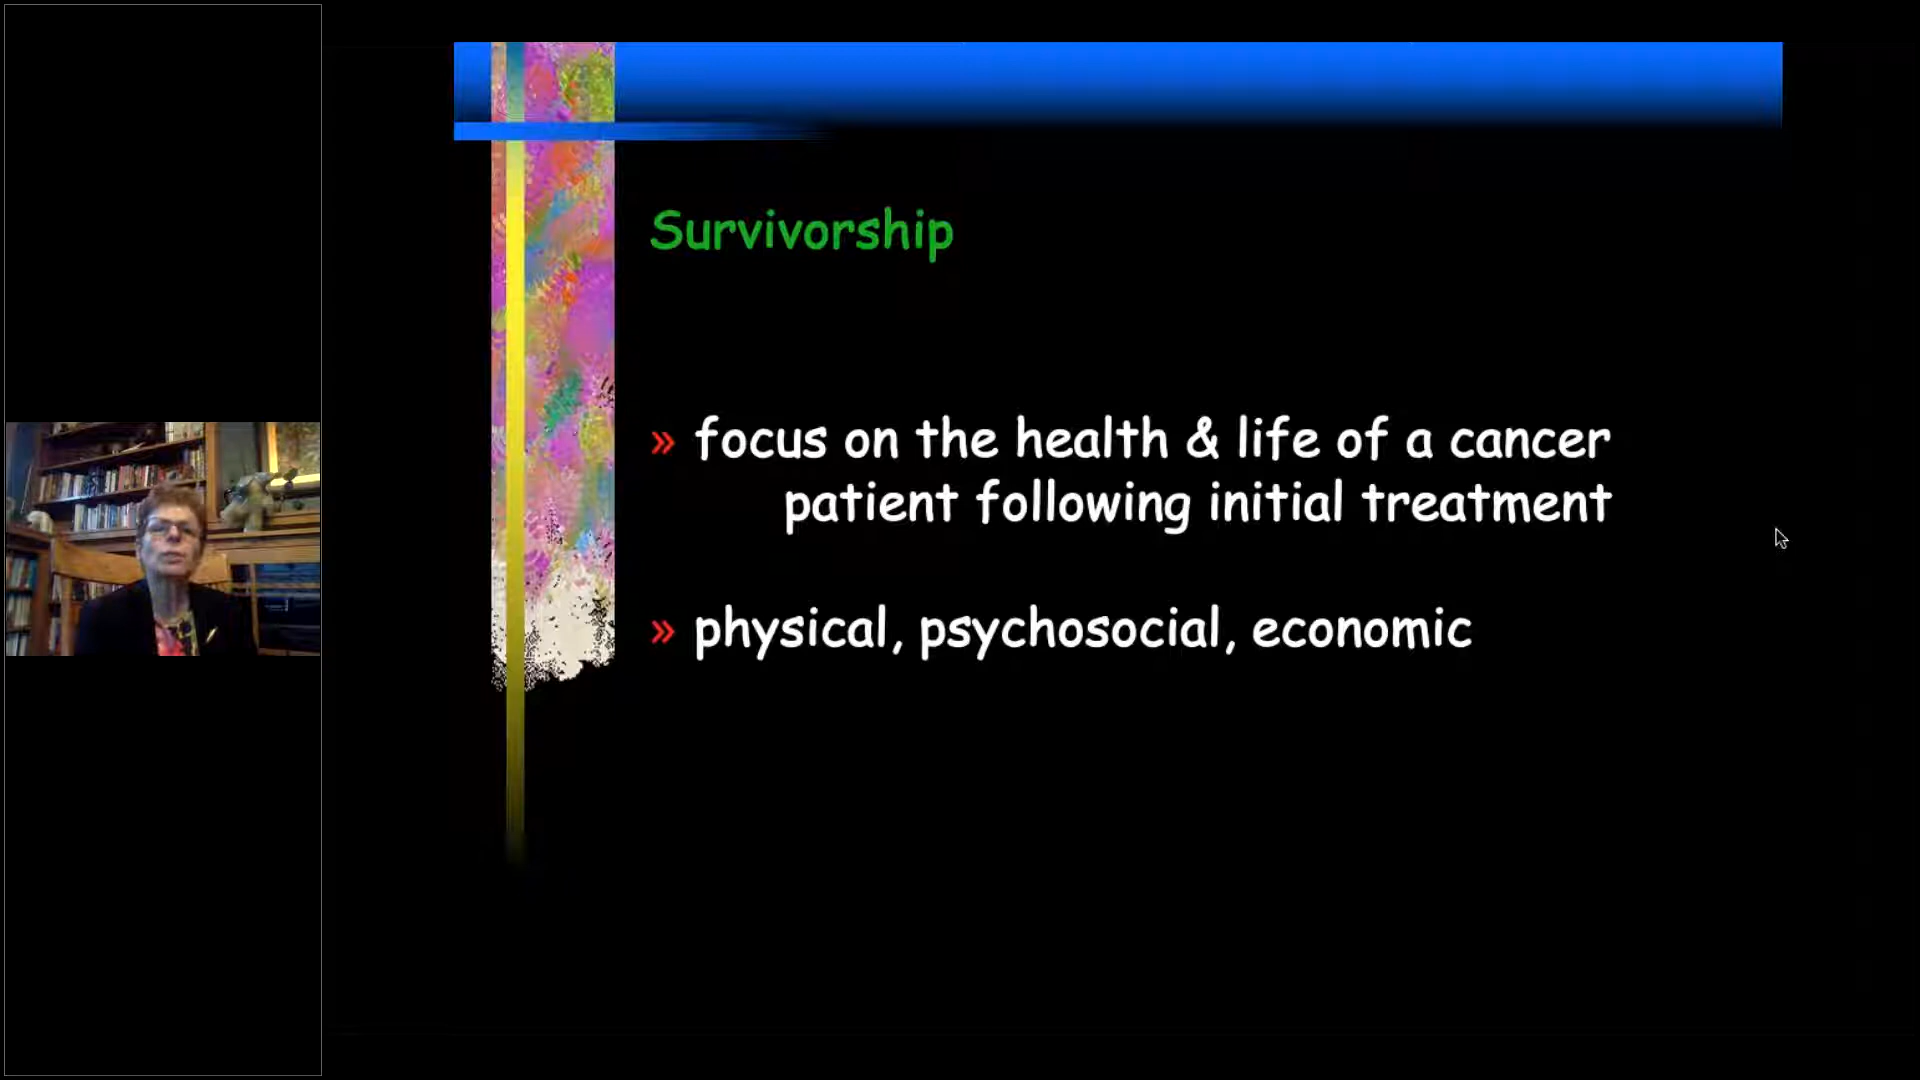 Survivorship
» focus on the health & life of a cancer
patient following initial treatment
» physical, psychosocial, economic